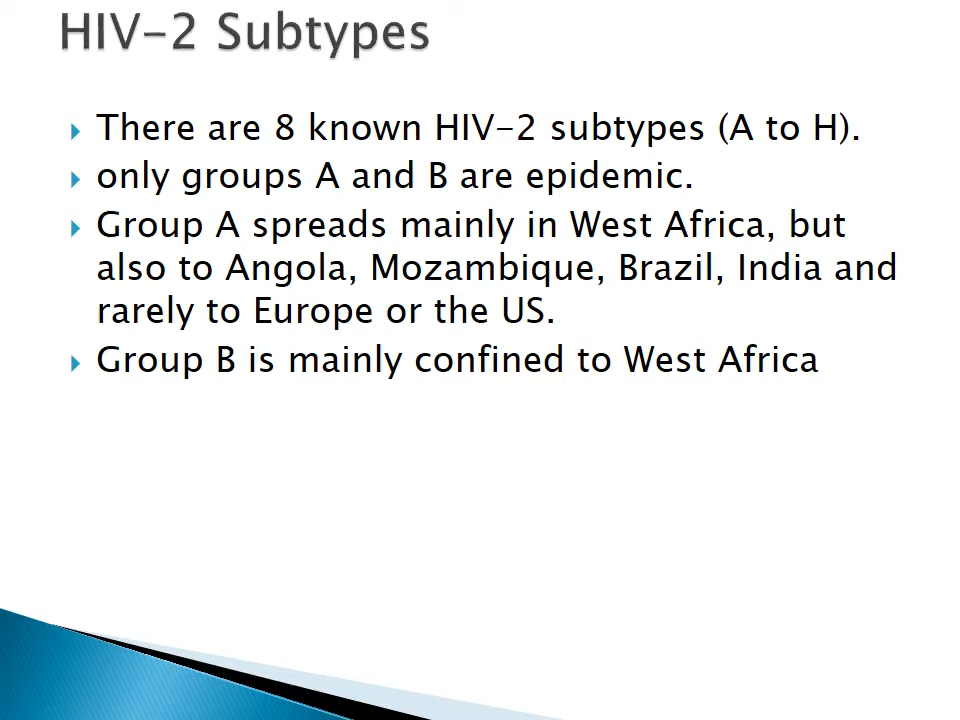 HIV-2 Subtypes
There are 8 known HIV-2 subtypes (A to H).
only groups A and B are epidemic.
Group A spreads mainly in West Africa, but
also to Angola, Mozambique, Brazil, India and
rarely to Europe or the US.
Group B is mainly confined to West Africa